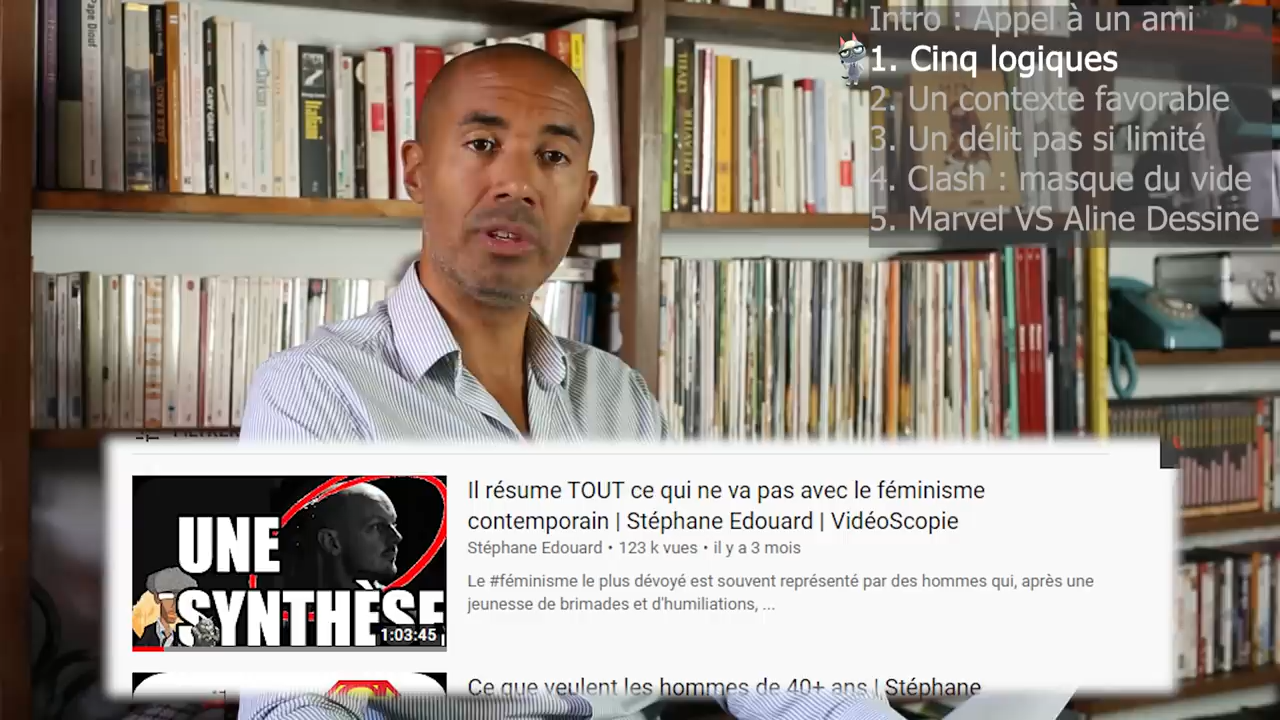 Intro : Appel à un ami
1. Cinq logiques
2. Un contexte favorable
3. Un délit pas si limité
4. Clash : masque du vide
5. Marvel VS Aline Dessine
Pape Diouf
CARY GRANT
UNE
SYNTHÈSE
1:03:45
Il résume TOUT ce qui ne va pas avec le féminisme
contemporain | Stéphane Edouard | VidéoScopie
Stéphane Edouard • 123 k vues • il y a 3 mois
Le #féminisme le plus dévoyé est souvent représenté par des hommes qui, après une
jeunesse de brimades et d'humiliations, ...
Ce que veulent les hommes de 40+ ans | Stéphane